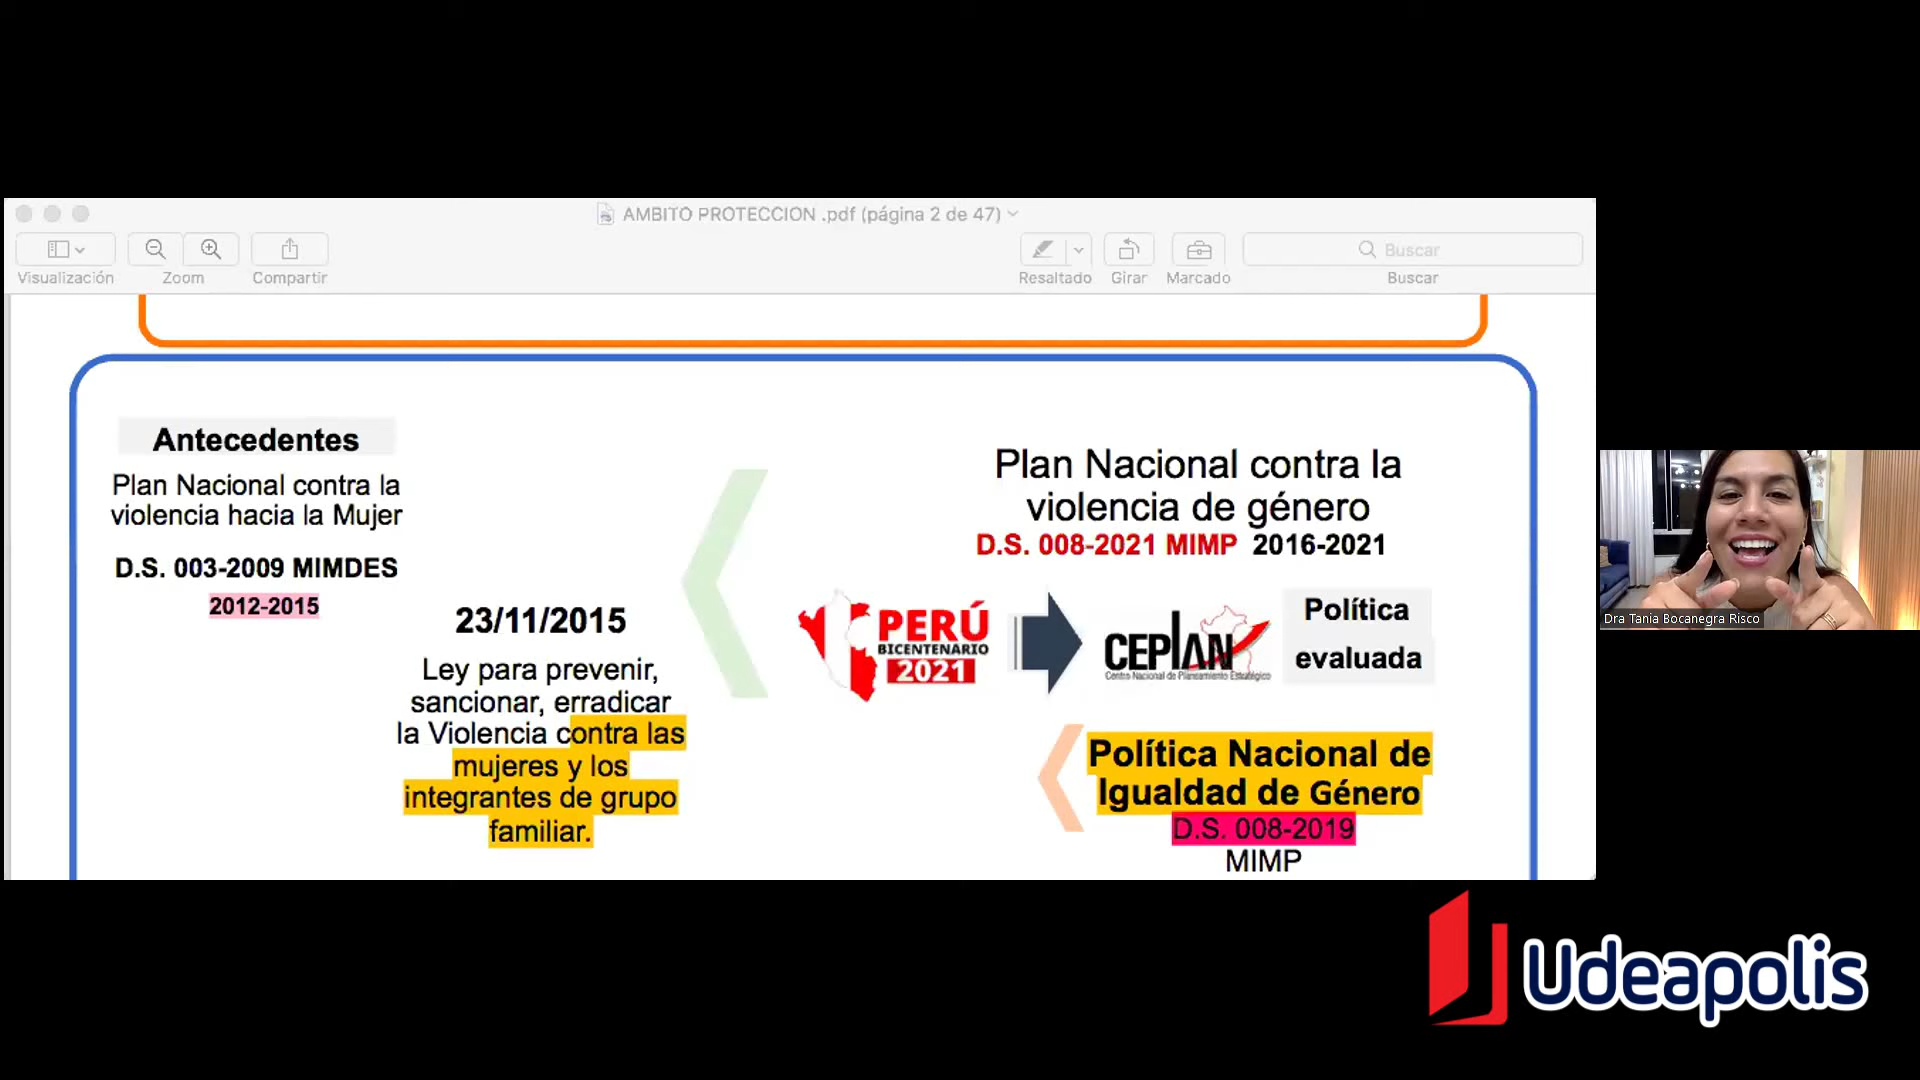 AMBITO PROTECCION .pdf (página 2 de 47)
Visualización
Zoom
Compartir
Resaltado
Girar
Marcado
Buscar
Buscar
Antecedentes
Plan Nacional contra la
violencia hacia la Mujer
D.S. 003-2009 MIMDES
2012-2015
23/11/2015
Ley para prevenir,
sancionar, erradicar
la Violencia contra las
mujeres y los
integrantes de grupo
familiar.
Plan Nacional contra la
violencia de género
D.S. 008-2021 MIMP 2016-2021
PERÚ
BICENTENARIO
2021
CEPLAN
Centro Nacional de Planeamiento Estratégico
Política
evaluada
Política Nacional de
Igualdad de Género
D.S. 008-2019
MIMP
Dra Tania Bocanegra Risco
Udeapolis